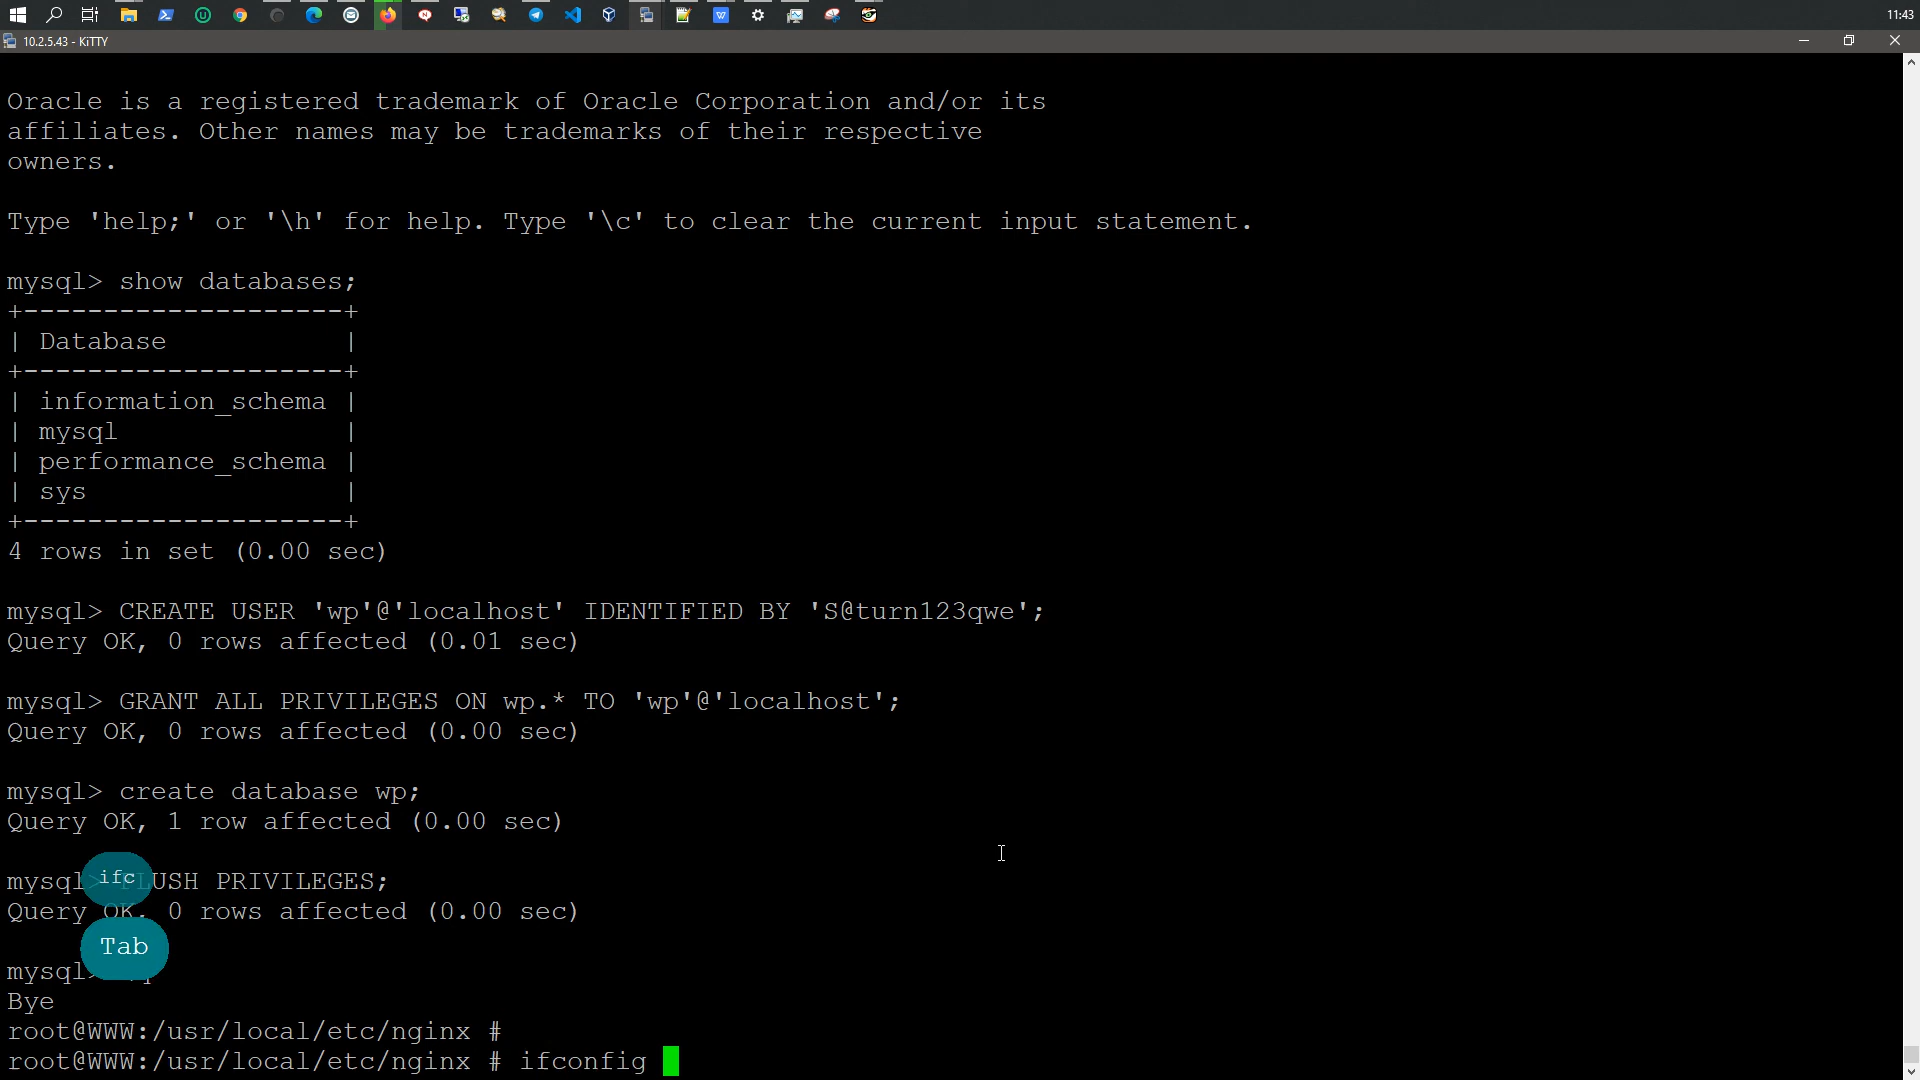 11:43
10.2.5.43 - KiTTY
Oracle is a registered trademark of Oracle Corporation and/or its
affiliates. Other names may be trademarks of their respective
owners.
Type 'help;' or '\h' for help. Type '\c' to clear the current input statement.
mysql> show databases;
+--------------------+
| Database           |
+--------------------+
| information_schema |
| mysql              |
| performance_schema |
| sys                |
+--------------------+
4 rows in set (0.00 sec)
mysql> CREATE USER 'wp'@'localhost' IDENTIFIED BY 'S@turn123qwe';
Query OK, 0 rows affected (0.01 sec)
mysql> GRANT ALL PRIVILEGES ON wp.* TO 'wp'@'localhost';
Query OK, 0 rows affected (0.00 sec)
mysql> create database wp;
Query OK, 1 row affected (0.00 sec)
ifc
mysql> FLUSH PRIVILEGES;
Query OK, 0 rows affected (0.00 sec)
Tab
mysql>
Bye
root@WWW:/usr/local/etc/nginx #
root@WWW:/usr/local/etc/nginx # ifconfig